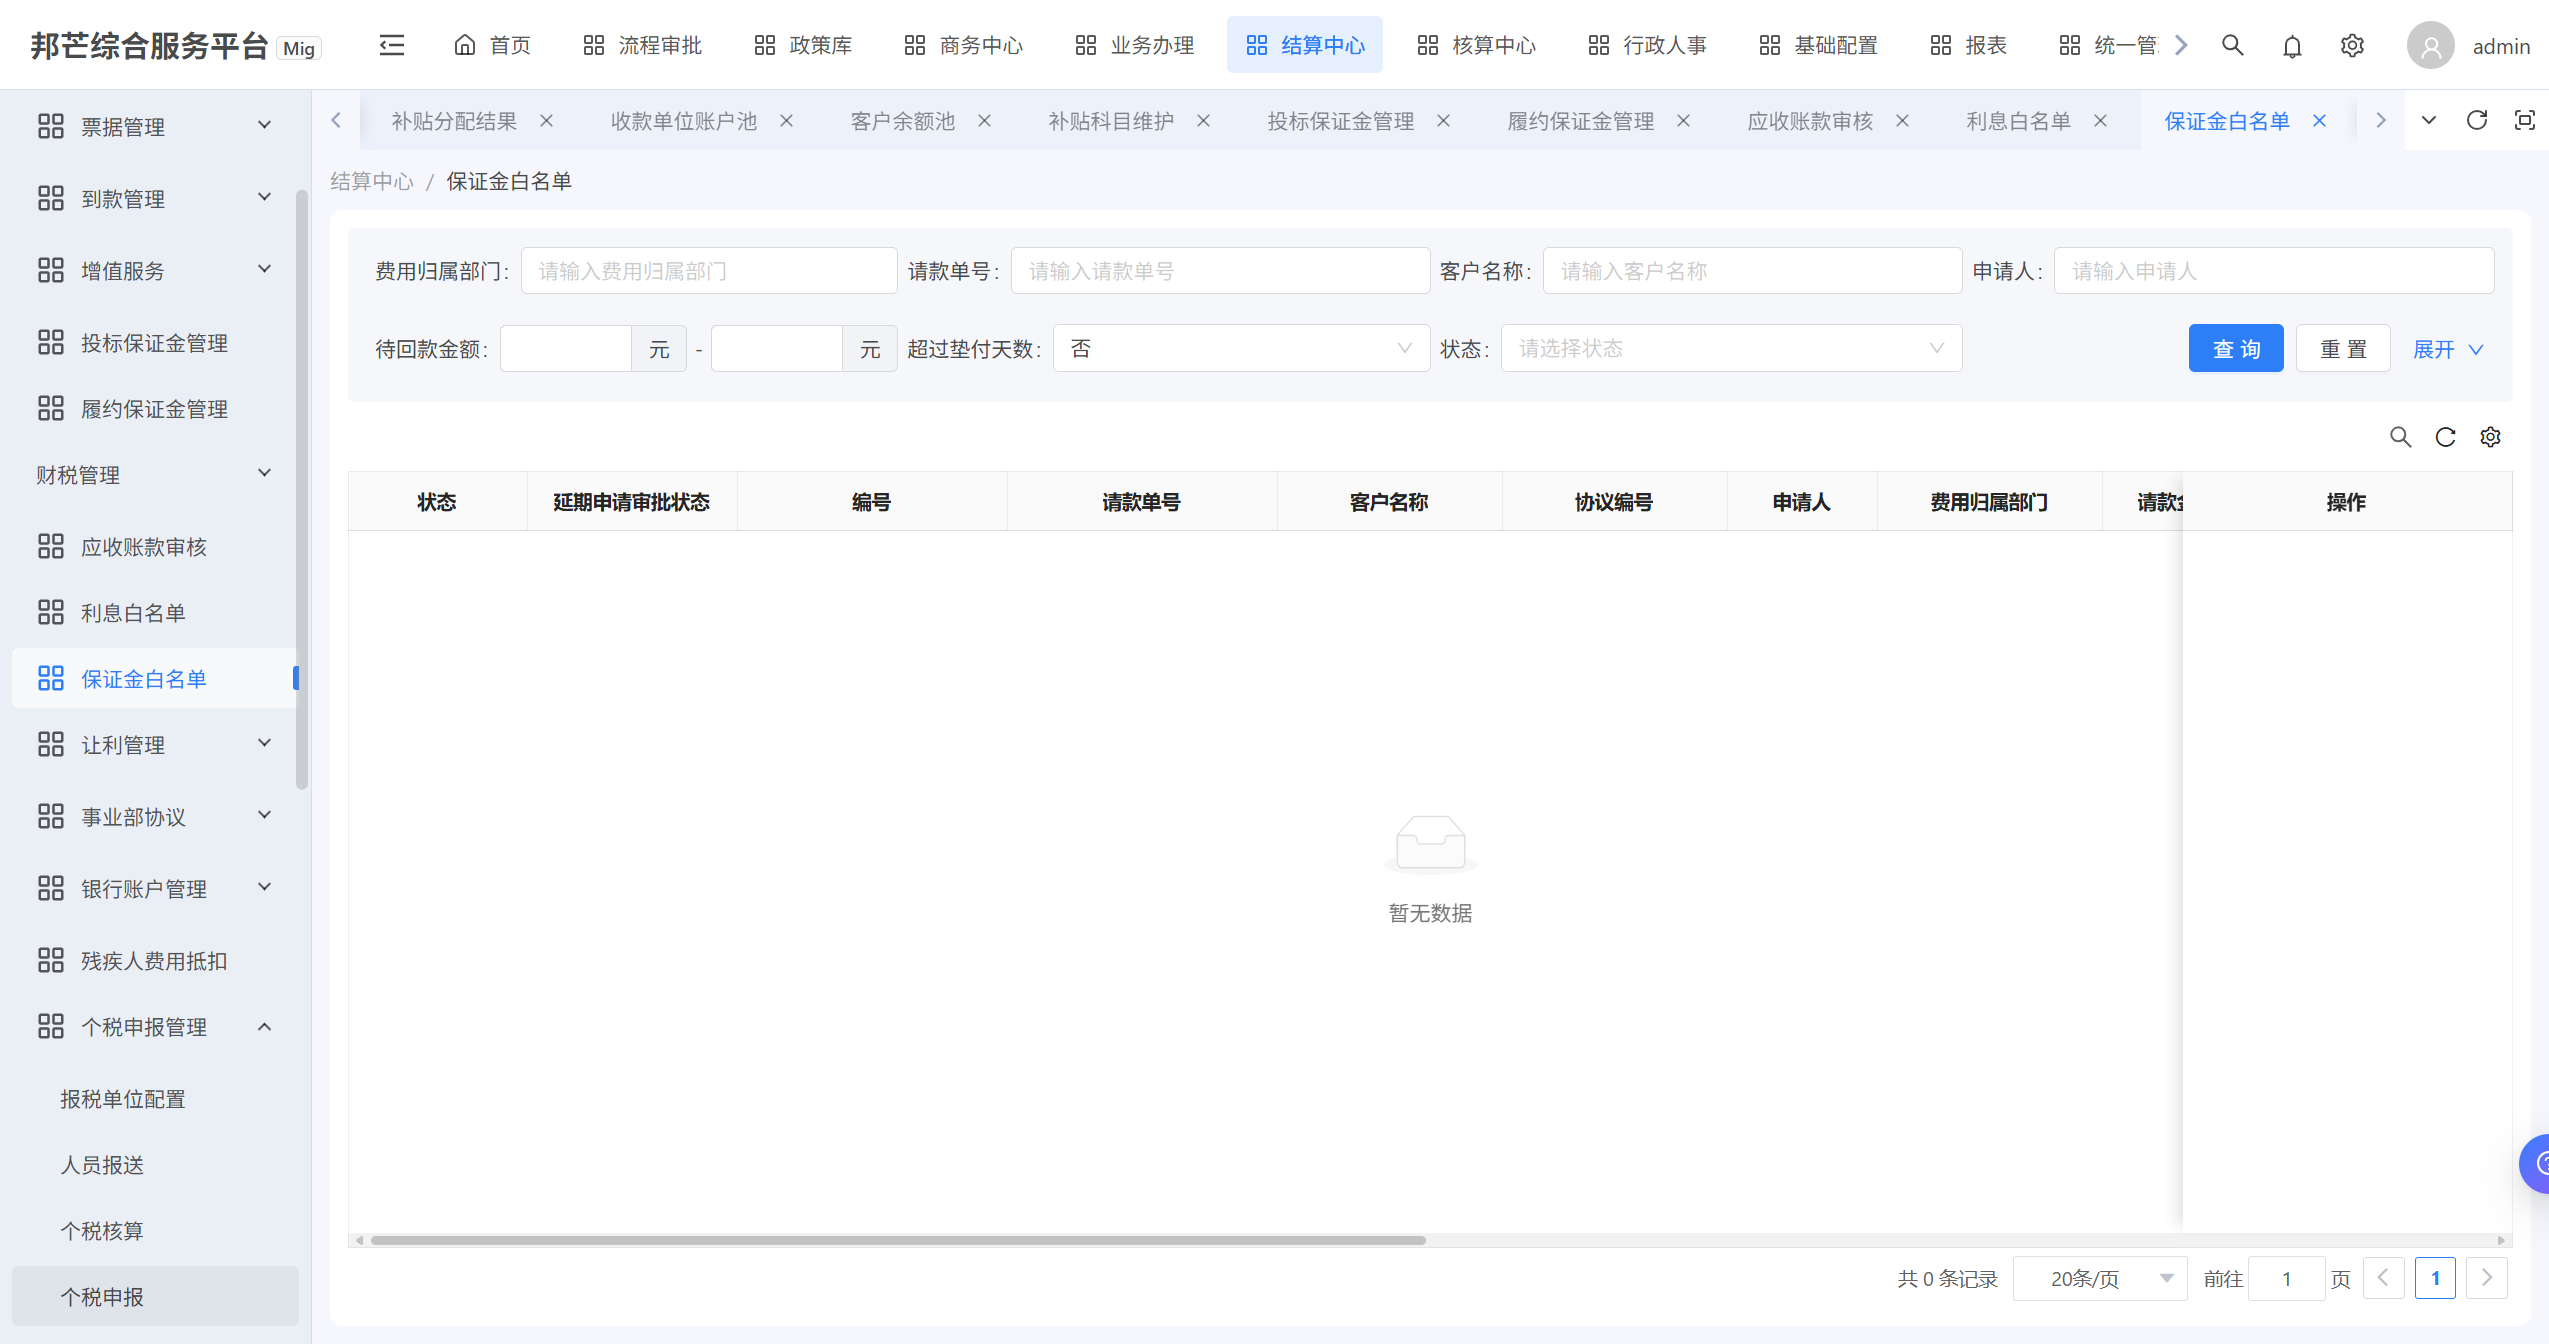 邦芒综合服务平台 Mig
首页 流程审批 政策库 商务中心 业务办理 结算中心 核算中心 行政人事 基础配置 报表 统一管
admin
补贴分配结果 收款单位账户池 客户余额池 补贴科目维护 投标保证金管理 履约保证金管理 应收账款审核 利息白名单 保证金白名单
结算中心 / 保证金白名单
票据管理
到款管理
增值服务
投标保证金管理
履约保证金管理
财税管理
应收账款审核
利息白名单
保证金白名单
让利管理
事业部协议
银行账户管理
残疾人费用抵扣
个税申报管理
报税单位配置
人员报送
个税核算
个税申报
费用归属部门: 请输入费用归属部门 请款单号: 请输入请款单号 客户名称: 请输入客户名称 申请人: 请输入申请人
待回款金额: 元 - 元 超过垫付天数: 否 状态: 请选择状态 查 询 重 置 展开
状态 延期申请审批状态 编号 请款单号 客户名称 协议编号 申请人 费用归属部门 请款 操作
暂无数据
共 0 条记录 20条/页 前往 1 页 1